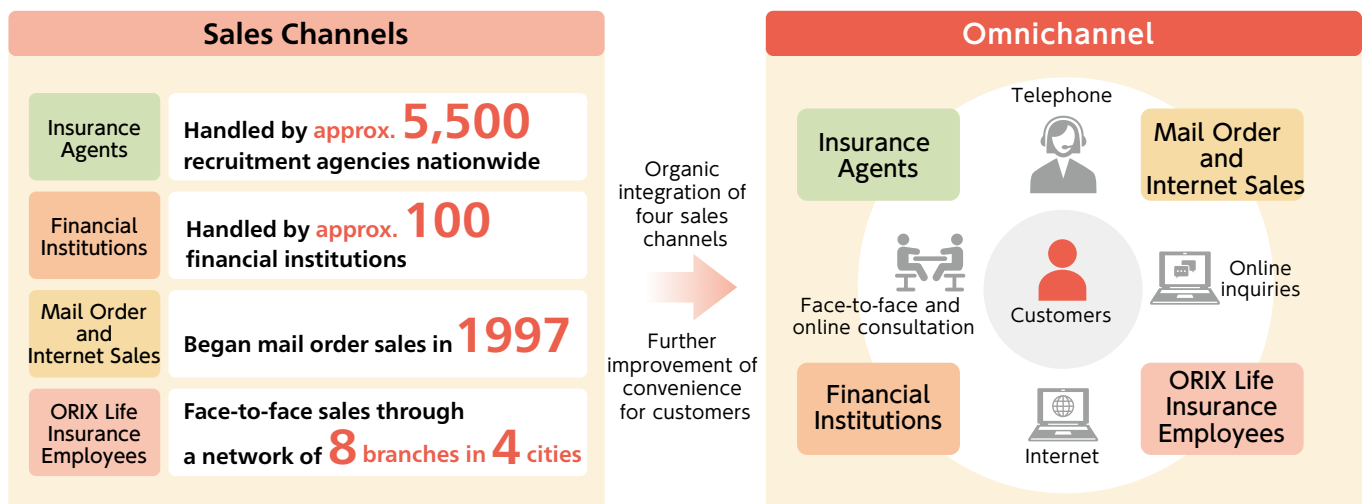 Sales Channels
Insurance
Agents
Handled by approx. 5,500
recruitment agencies nationwide
Financial
Institutions
Handled by approx. 100
financial institutions
Mail Order
and
Internet Sales
Began mail order sales in 1997
ORIX Life
Insurance
Employees
Face-to-face sales through
a network of 8 branches in 4 cities
Organic
integration of
four sales
channels
Further
improvement of
convenience
for customers
Omnichannel
Insurance
Agents
Telephone
Mail Order
and
Internet Sales
Face-to-face and
online consultation
Customers
Online
inquiries
Financial
Institutions
Internet
ORIX Life
Insurance
Employees